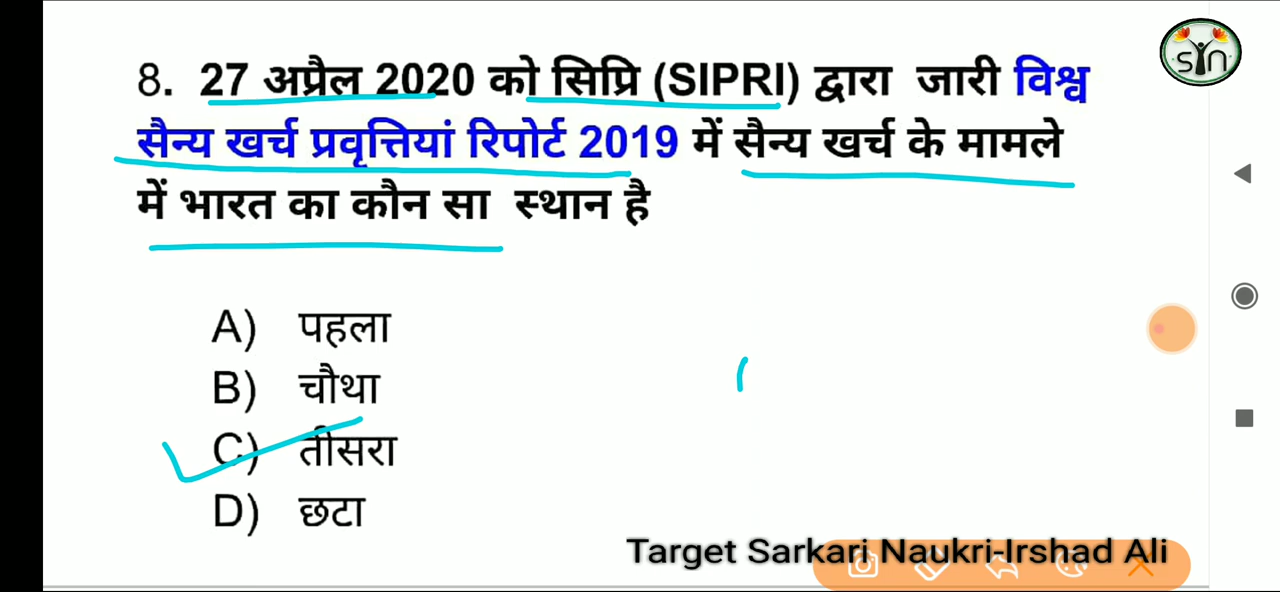 SYN
8. 27 अप्रैल 2020 को सिप्रि (SIPRI) द्वारा जारी विश्व
सैन्य खर्च प्रवृत्तियां रिपोर्ट 2019 में सैन्य खर्च के मामले
में भारत का कौन सा स्थान है
A) पहला
B) चौथा
C) तीसरा
D) छटा
Target Sarkari Naukri-Irshad Ali